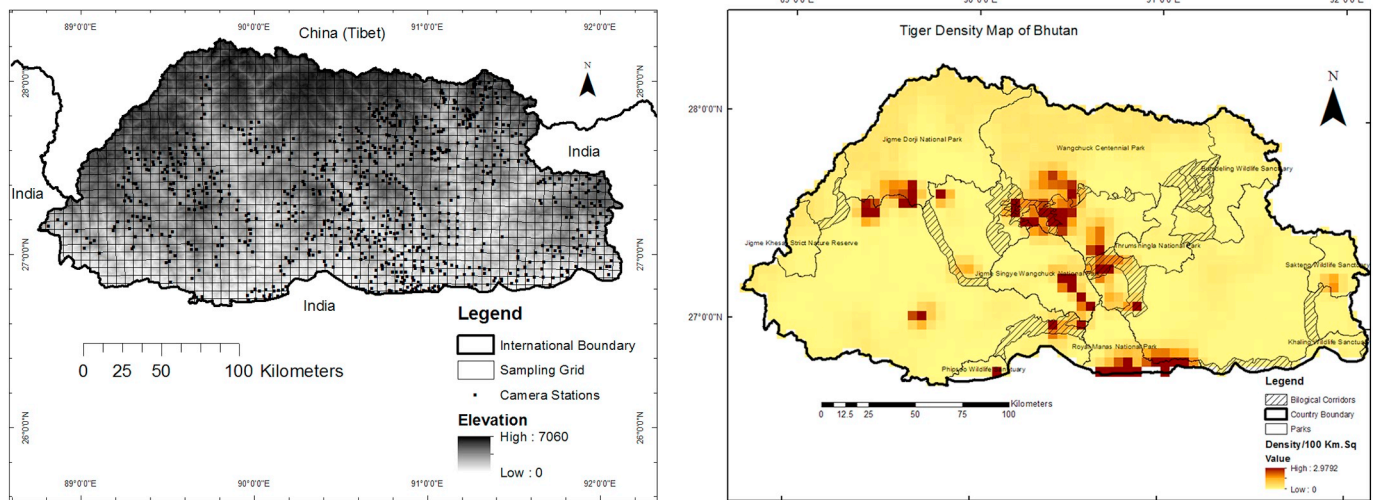 89°0'0"E 90°0'0"E 91°0'0"E 92°0'0"E
China (Tibet)
N
28°0'0"N
28°0'0"N
India
India
27°0'0"N
27°0'0"N
India
Legend
International Boundary
Sampling Grid
Camera Stations
0 25 50 100 Kilometers
Elevation
High : 7060
Low : 0
26°0'0"N
26°0'0"N
89°0'0"E 90°0'0"E 91°0'0"E 92°0'0"E
Tiger Density Map of Bhutan
N
28°0'0"N
Jigme Dorji National Park
Wangchuck Centennial Park
Bumdeling Wildlife Sanctuary
Jigme Khesar Strict Nature Reserve
Thrumshingla National Park
Sakteng Wildlife Sanctuary
Jigme Singye Wangchuck National Park
27°0'0"N
Royal Manas National Park
Khaling Wildlife Sanctuary
Phipsoo Wildlife Sanctuary
Kilometers
0 12.5 25 50 75 100
Legend
Bilogical Corridors
Country Boundary
Parks
Density/100 Km. Sq
Value
High : 2.9792
Low : 0